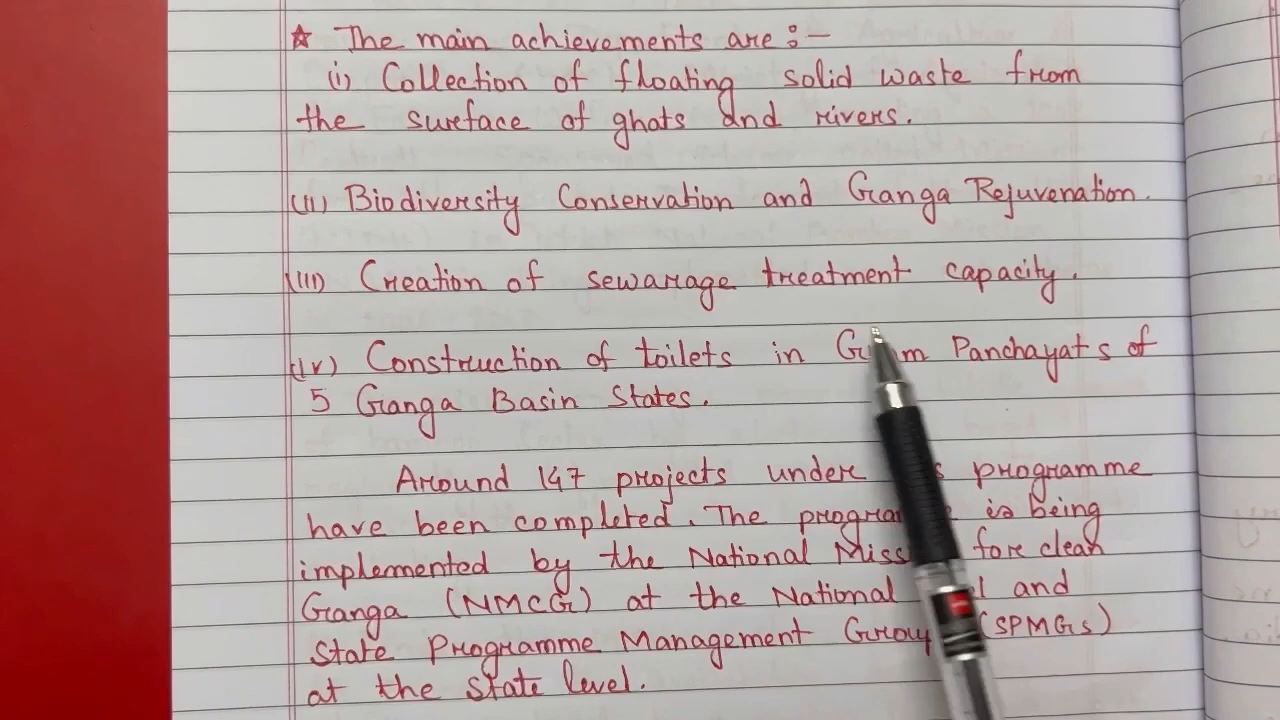 ☆ The main achievements are :-
(i) Collection of floating solid waste from
the surface of ghats and rivers.
(ii) Biodiversity Conservation and Ganga Rejuvenation.
(iii) Creation of sewarage treatment capacity.
(iv) Construction of toilets in Panchayats of
5 Ganga Basin States.
Around 147 projects under programme
have been completed. The is being
implemented by the National for clean
Ganga (NMCG) at the National and
State Programme Management (SPMGs)
at the state level.